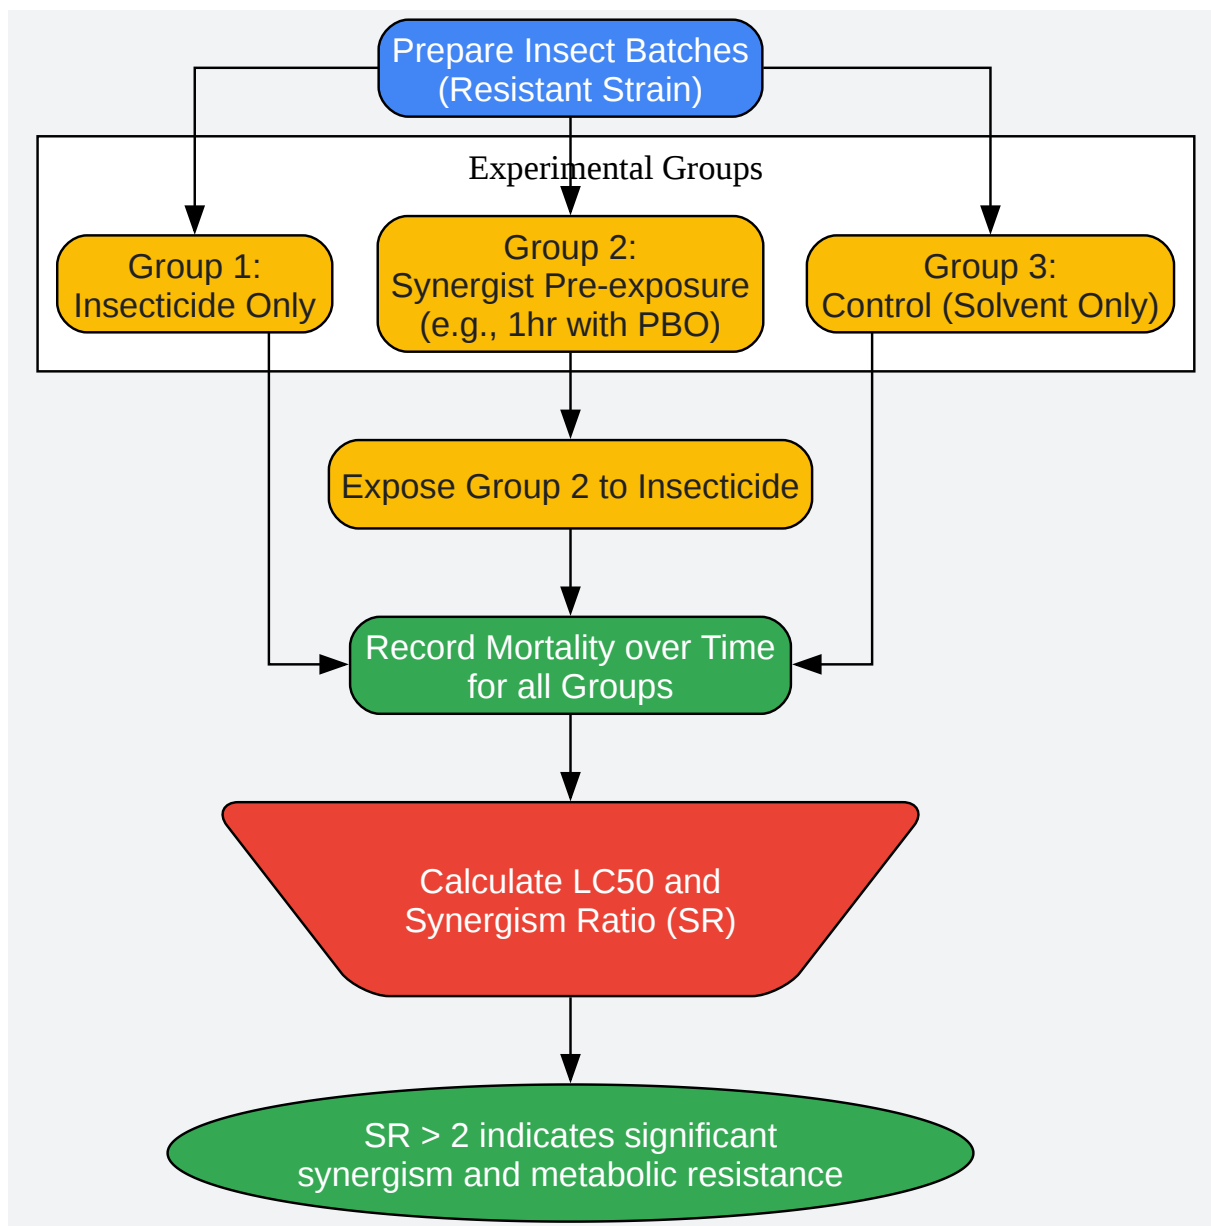 Prepare Insect Batches
(Resistant Strain)
Experimental Groups
Group 1:
Insecticide Only
Group 2:
Synergist Pre-exposure
(e.g., 1hr with PBO)
Group 3:
Control (Solvent Only)
Expose Group 2 to Insecticide
Record Mortality over Time
for all Groups
Calculate LC50 and
Synergism Ratio (SR)
SR > 2 indicates significant
synergism and metabolic resistance